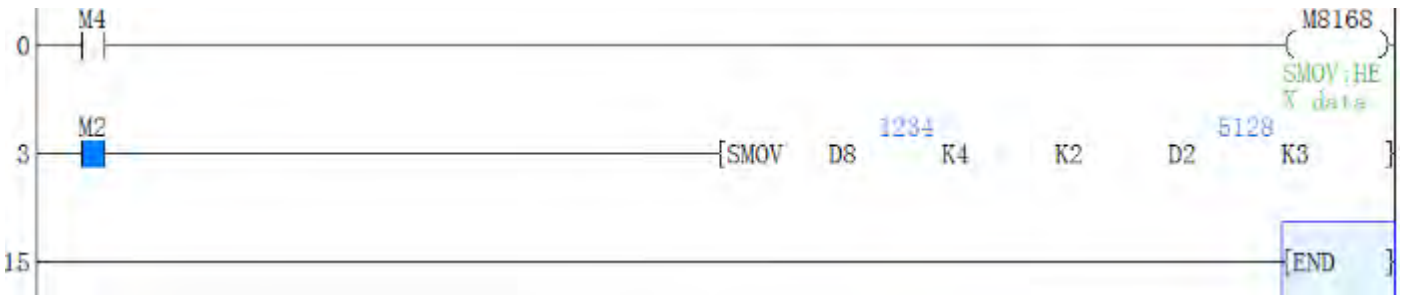 M4 M8168
0 ( )
SMOV:HE
X data
M2 1234 5128
3 [SMOV D8 K4 K2 D2 K3 ]
15 [END ]